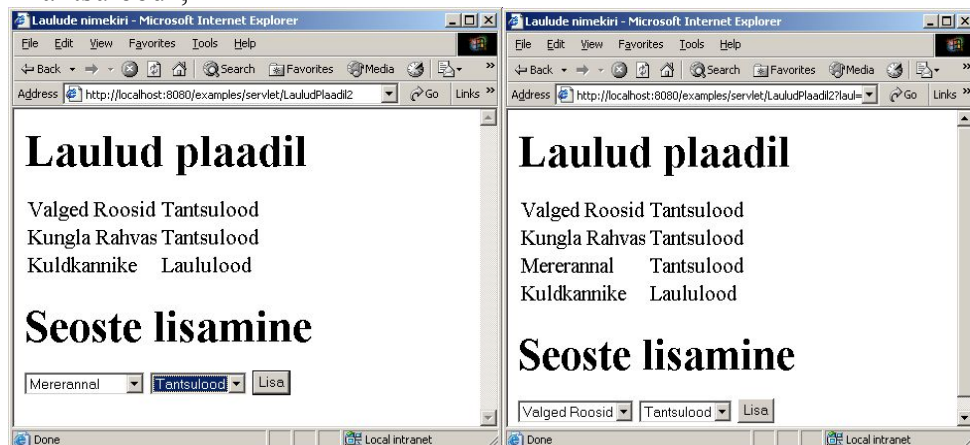 Laulude nimekiri - Microsoft Internet Explorer
File Edit View Favorites Tools Help
Back Search Favorites Media »
Address http://localhost:8080/examples/servlet/LauludPlaadil2 Go Links »
Laulud plaadil
Valged Roosid Tantsulood
Kungla Rahvas Tantsulood
Kuldkannike Laululood
Seoste lisamine
Mererannal Tantsulood Lisa
Done Local intranet
Laulude nimekiri - Microsoft Internet Explorer
File Edit View Favorites Tools Help
Back Search Favorites Media »
Address http://localhost:8080/examples/servlet/LauludPlaadil2?laul= Go Links »
Laulud plaadil
Valged Roosid Tantsulood
Kungla Rahvas Tantsulood
Mererannal Tantsulood
Kuldkannike Laululood
Seoste lisamine
Valged Roosid Tantsulood Lisa
Done Local intranet